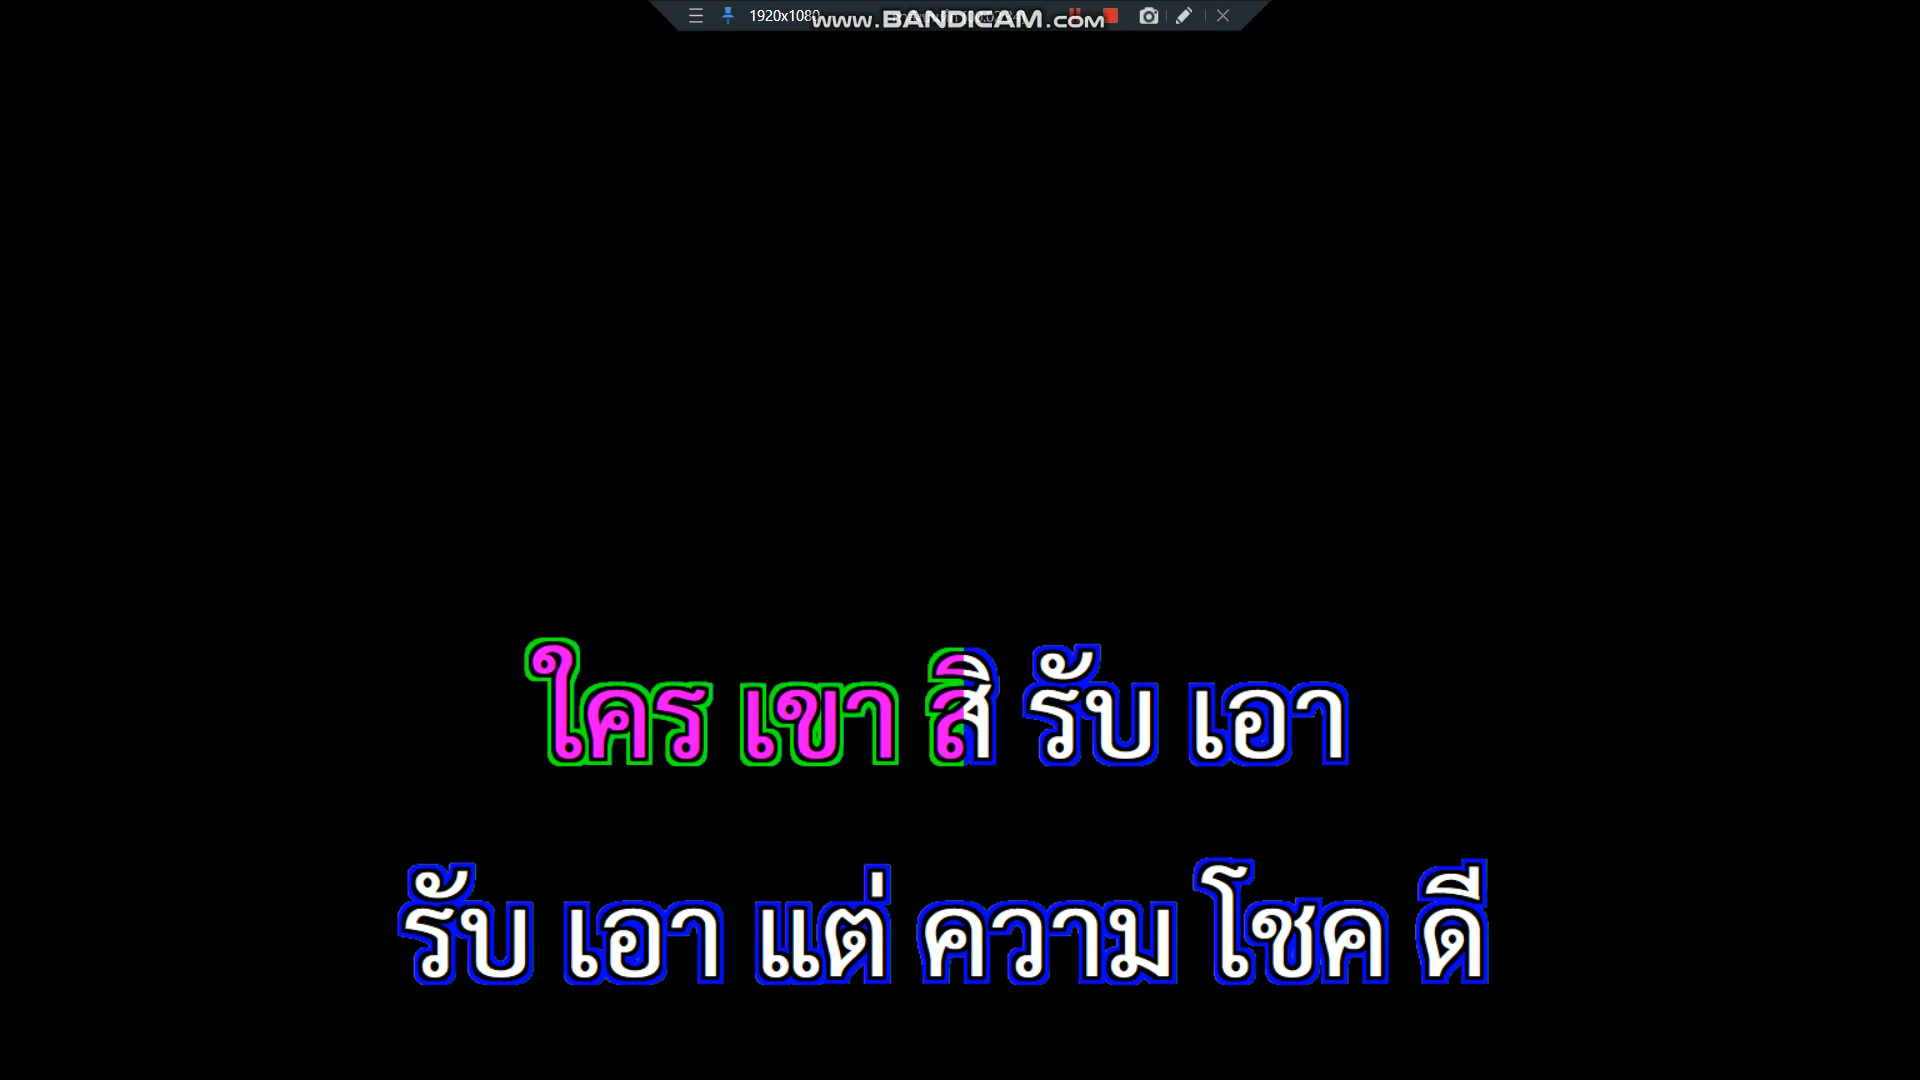 1920x1080
www.BANDICAM.com
ใคร เขา สิ รับ เอา
รับ เอา แต่ ความ โชค ดี